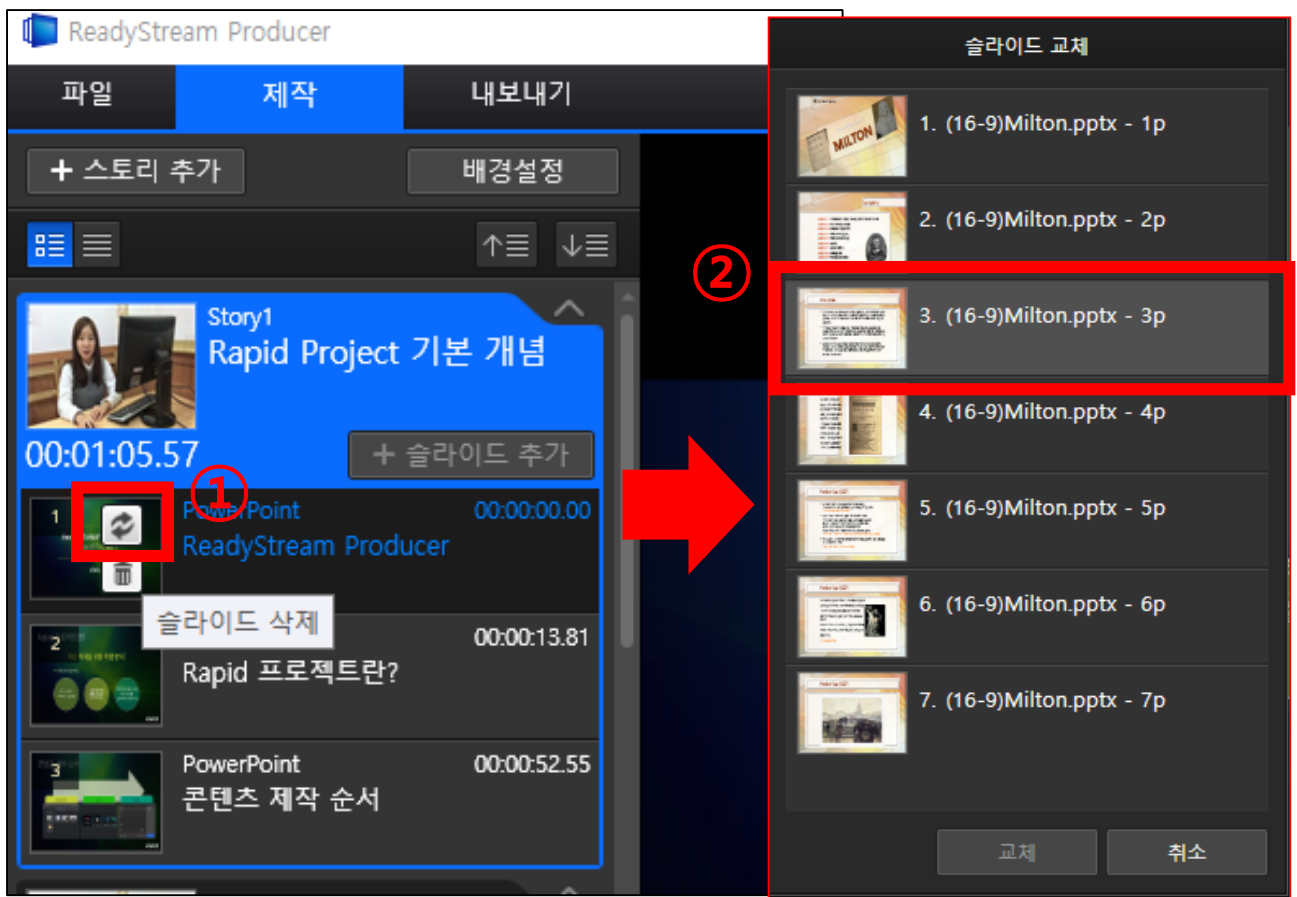 ReadyStream Producer
파일 제작 내보내기
+ 스토리 추가 배경설정
Story1
Rapid Project 기본 개념
00:01:05.57
+ 슬라이드 추가
①
1
PowerPoint 00:00:00.00
ReadyStream Producer
슬라이드 삭제
2
00:00:13.81
Rapid 프로젝트란?
3
PowerPoint 00:00:52.55
콘텐츠 제작 순서
②
슬라이드 교체
MILTON
1. (16-9)Milton.pptx - 1p
2. (16-9)Milton.pptx - 2p
3. (16-9)Milton.pptx - 3p
4. (16-9)Milton.pptx - 4p
5. (16-9)Milton.pptx - 5p
6. (16-9)Milton.pptx - 6p
7. (16-9)Milton.pptx - 7p
교체 취소